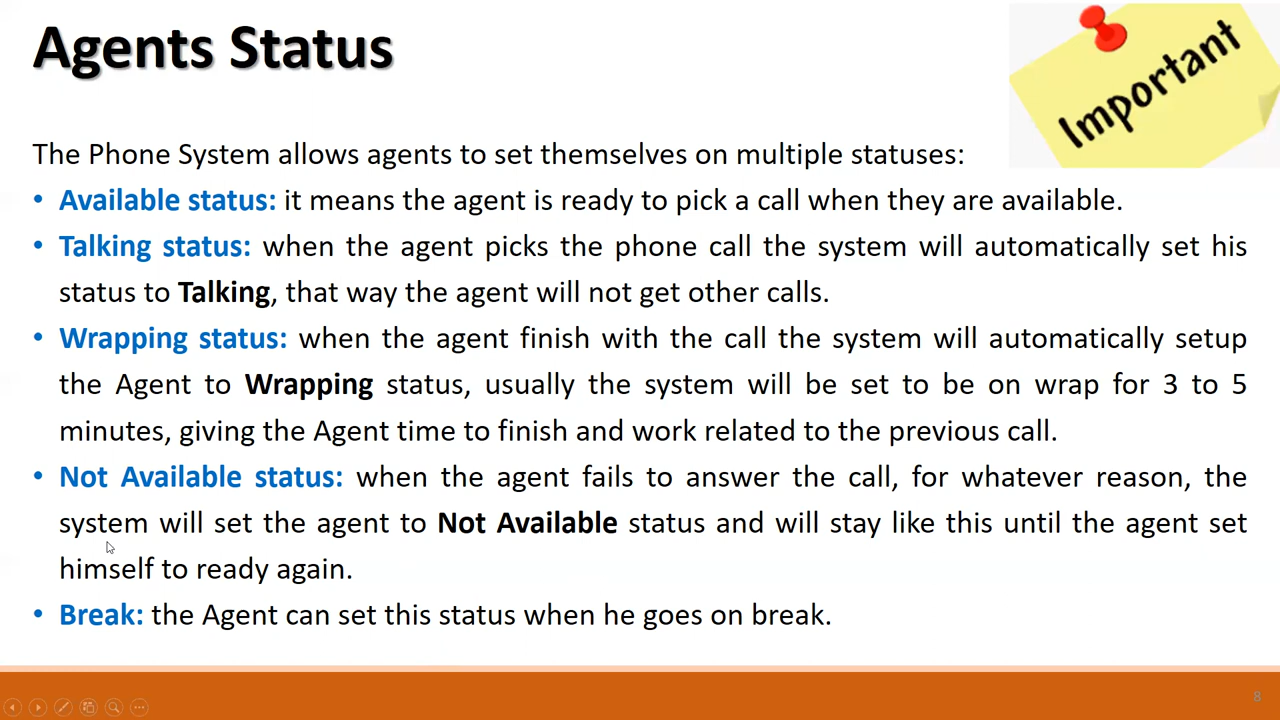 Agents Status
Important
The Phone System allows agents to set themselves on multiple statuses:
• Available status: it means the agent is ready to pick a call when they are available.
• Talking status: when the agent picks the phone call the system will automatically set his
status to Talking, that way the agent will not get other calls.
• Wrapping status: when the agent finish with the call the system will automatically setup
the Agent to Wrapping status, usually the system will be set to be on wrap for 3 to 5
minutes, giving the Agent time to finish and work related to the previous call.
• Not Available status: when the agent fails to answer the call, for whatever reason, the
system will set the agent to Not Available status and will stay like this until the agent set
himself to ready again.
• Break: the Agent can set this status when he goes on break.
8